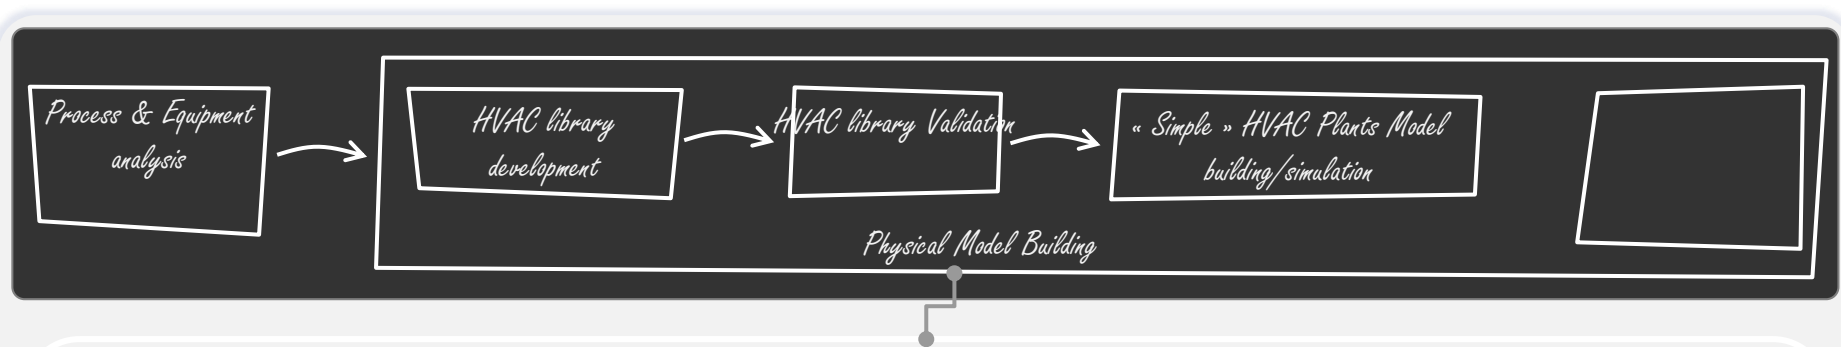 Process & Equipment
analysis
HVAC library
development
HVAC library Validation
« Simple » HVAC Plants Model
building/simulation
Physical Model Building